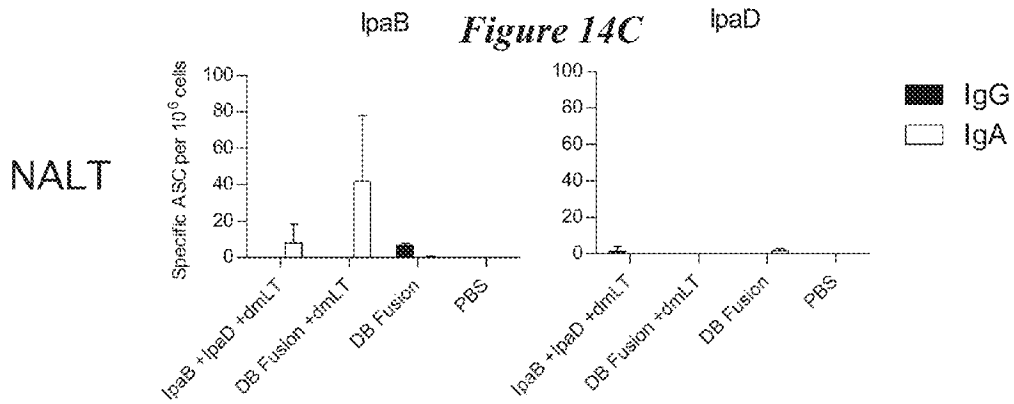 IpaB Figure 14C IpaD
NALT
Specific ASC per 10⁶ cells
100
80
60
40
20
0
IpaB +IpaD +dmLT
DB Fusion +dmLT
DB Fusion
PBS
100
80
60
40
20
0
IpaB +IpaD +dmLT
DB Fusion +dmLT
DB Fusion
PBS
IgG
IgA